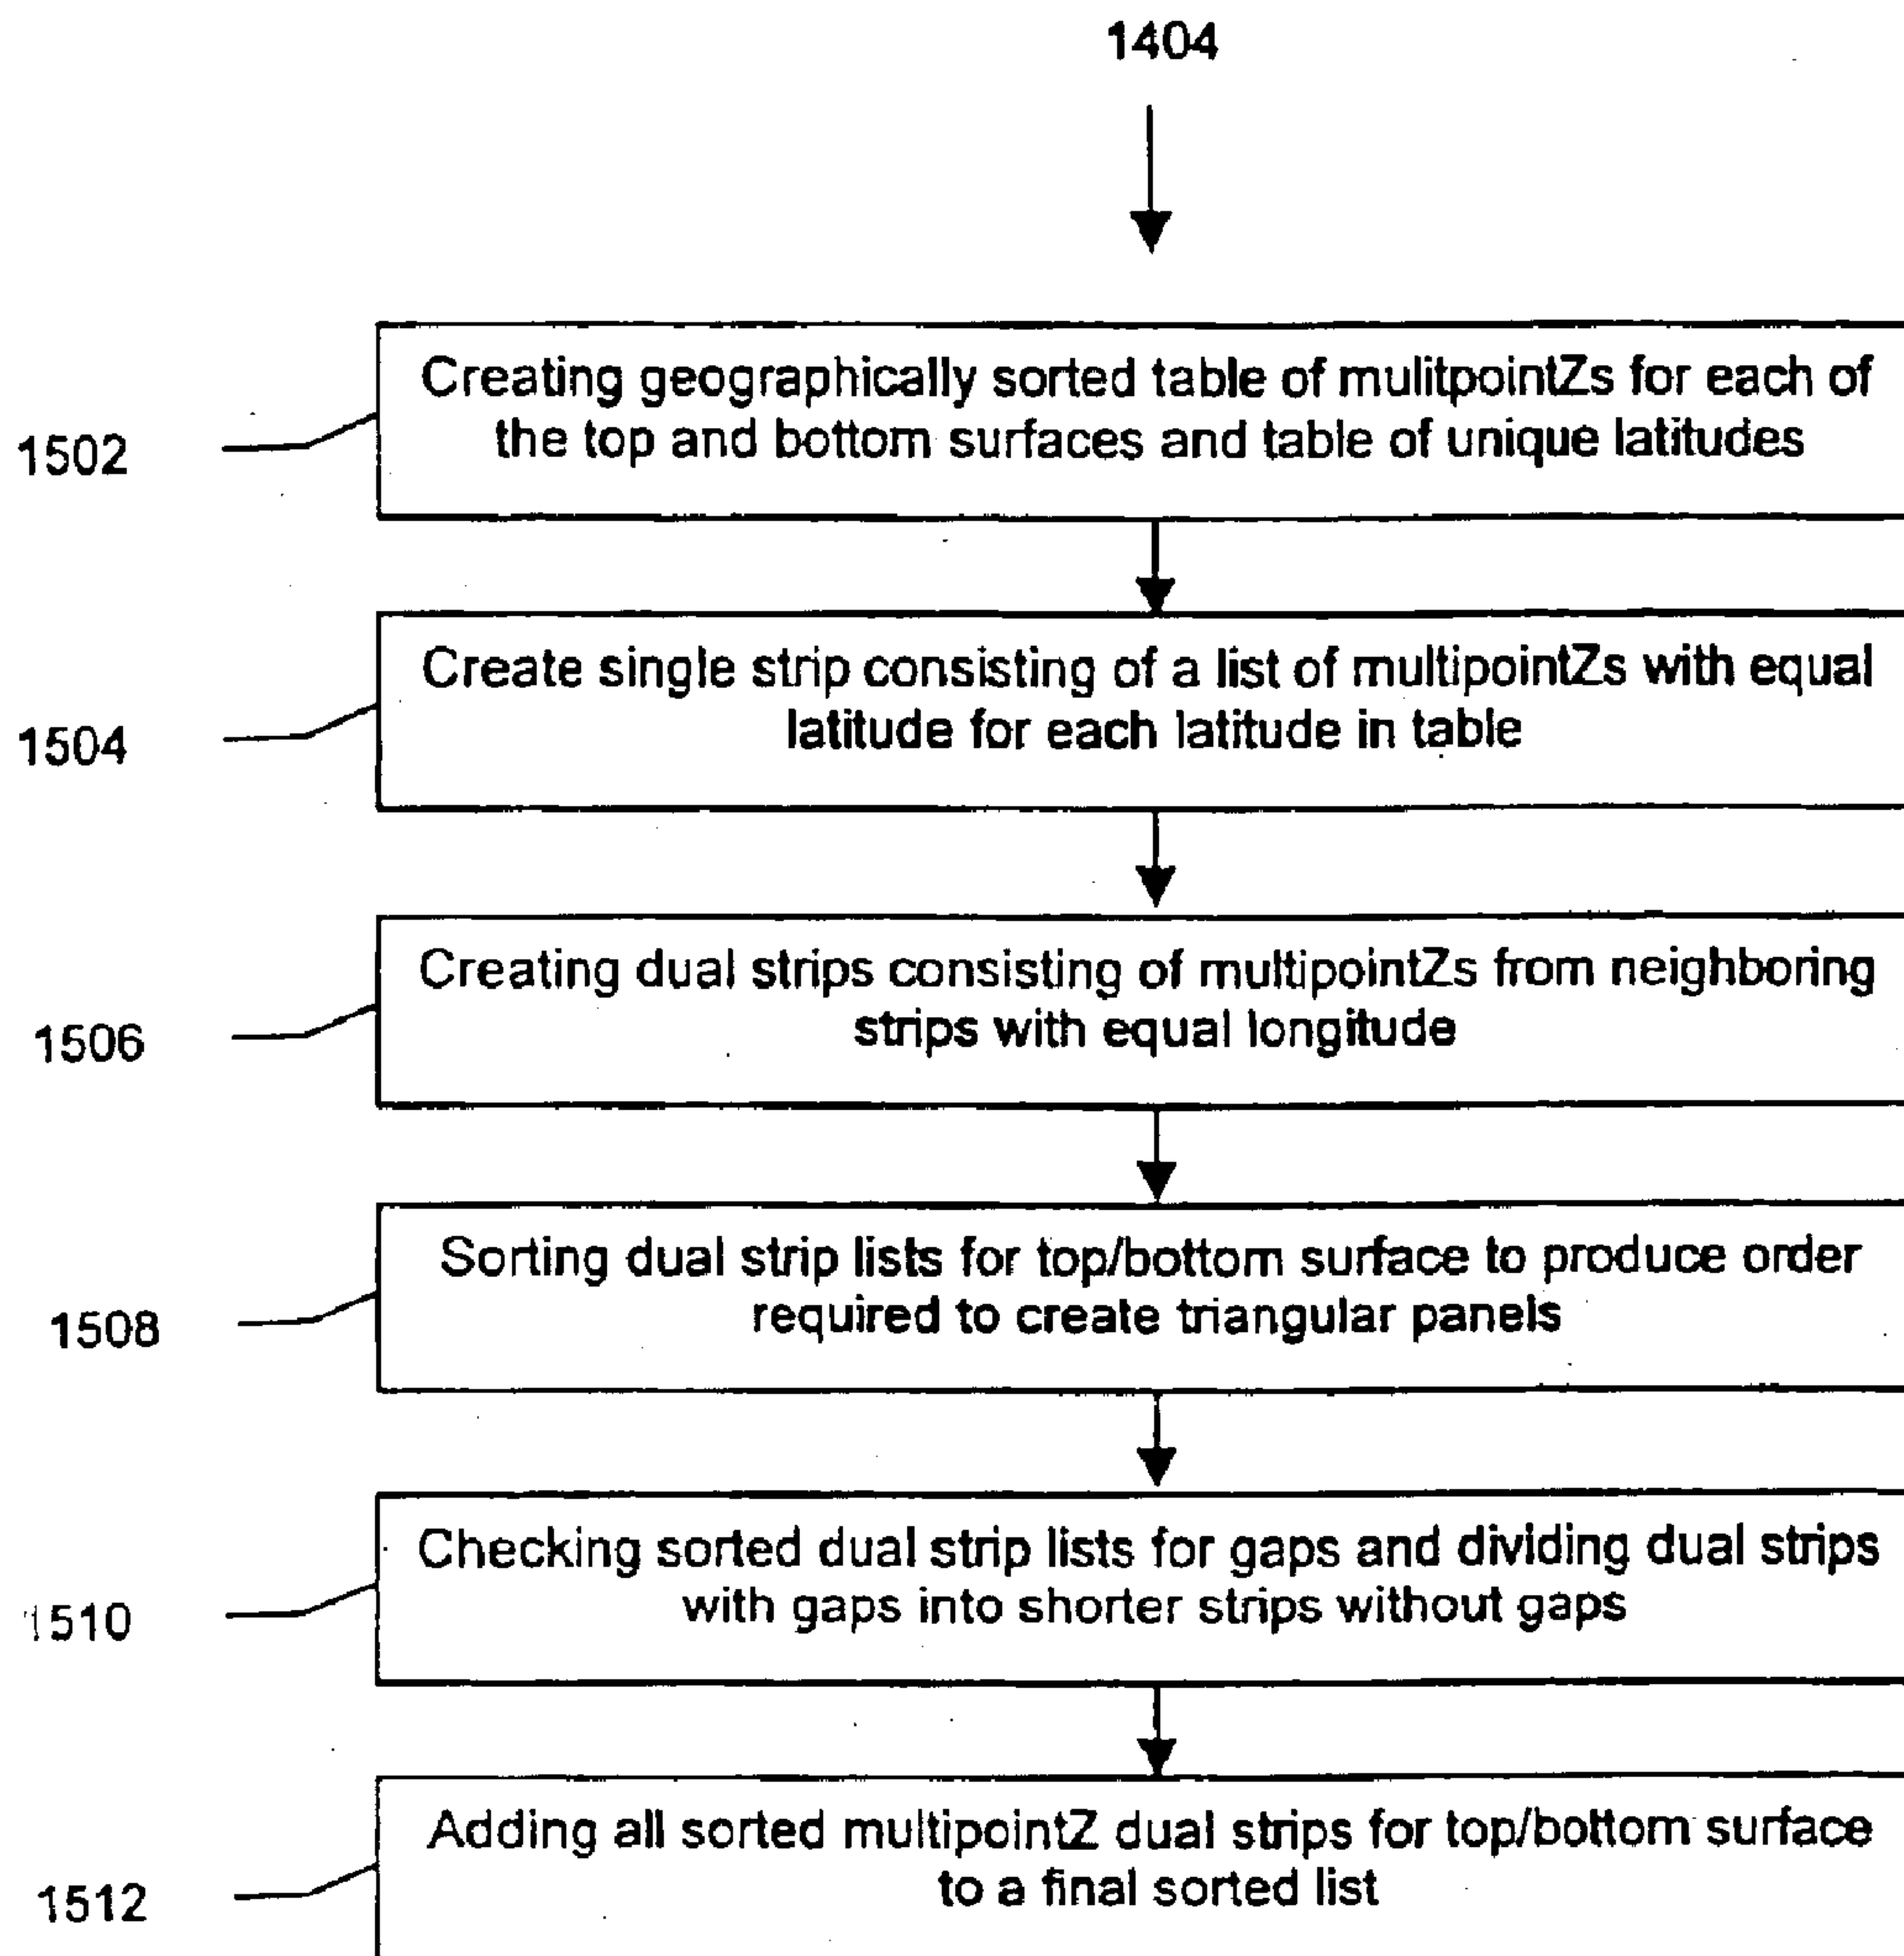 1404
Creating geographically sorted table of mulitpointZs for each of
the top and bottom surfaces and table of unique latitudes
1502
Create single strip consisting of a list of multipointZs with equal
latitude for each latitude in table
1504
Creating dual strips consisting of multipointZs from neighboring
strips with equal longitude
1506
Sorting dual strip lists for top/bottom surface to produce order
required to create triangular panels
1508
Checking sorted dual strip lists for gaps and dividing dual strips
with gaps into shorter strips without gaps
1510
Adding all sorted multipointZ dual strips for top/bottom surface
to a final sorted list
1512